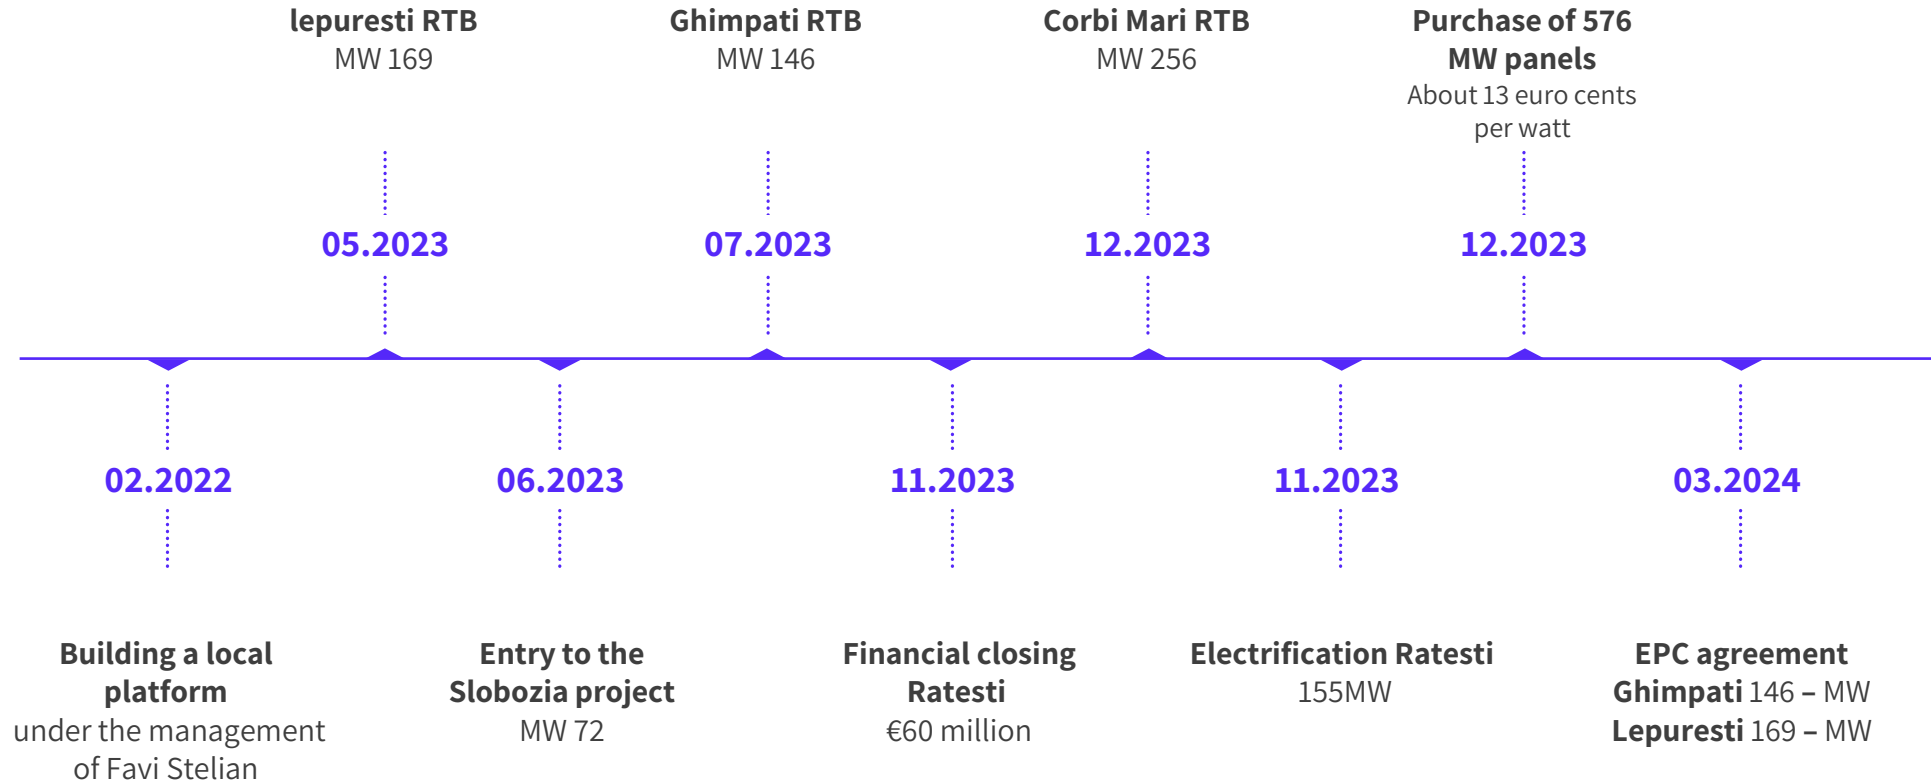 lepuresti RTB
MW 169
Ghimpati RTB
MW 146
Corbi Mari RTB
MW 256
Purchase of 576
MW panels
About 13 euro cents
per watt
05.2023
07.2023
12.2023
12.2023
02.2022
06.2023
11.2023
11.2023
03.2024
Building a local
platform
under the management
of Favi Stelian
Entry to the
Slobozia project
MW 72
Financial closing
Ratesti
€60 million
Electrification Ratesti
155MW
EPC agreement
Ghimpati 146 – MW
Lepuresti 169 – MW